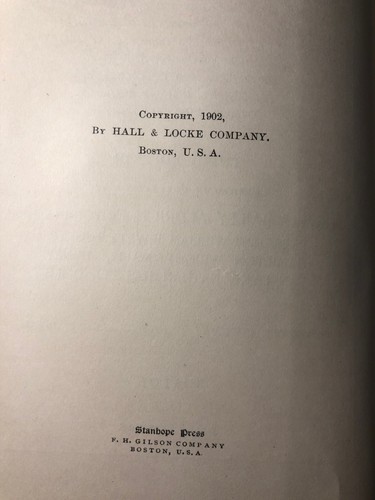 Copyright, 1902,
By HALL & LOCKE COMPANY.
Boston, U. S. A.
Stanhope Press
F. H. GILSON COMPANY
BOSTON, U.S.A